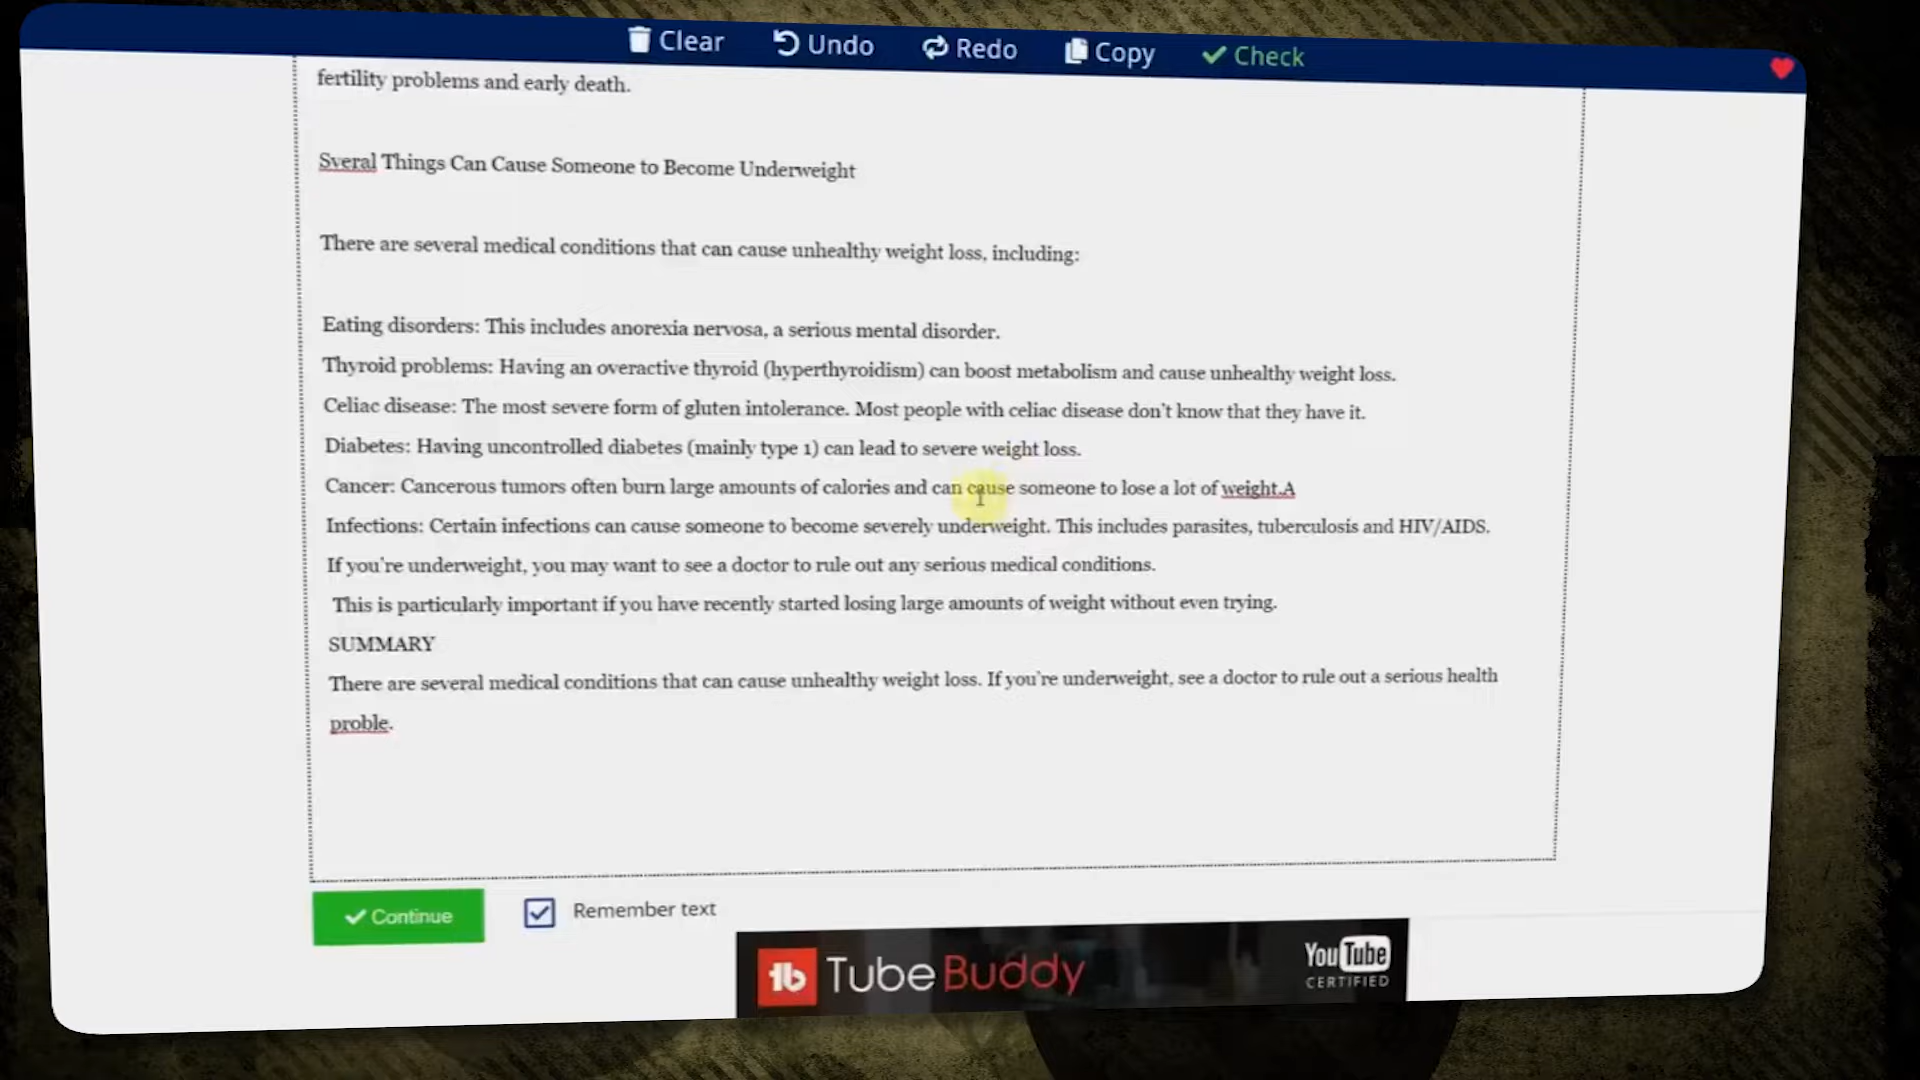 Clear Undo Redo Copy Check
fertility problems and early death.
Sveral Things Can Cause Someone to Become Underweight
There are several medical conditions that can cause unhealthy weight loss, including:
Eating disorders: This includes anorexia nervosa, a serious mental disorder.
Thyroid problems: Having an overactive thyroid (hyperthyroidism) can boost metabolism and cause unhealthy weight loss.
Celiac disease: The most severe form of gluten intolerance. Most people with celiac disease don't know that they have it.
Diabetes: Having uncontrolled diabetes (mainly type 1) can lead to severe weight loss.
Cancer: Cancerous tumors often burn large amounts of calories and can cause someone to lose a lot of weight.A
Infections: Certain infections can cause someone to become severely underweight. This includes parasites, tuberculosis and HIV/AIDS.
If you're underweight, you may want to see a doctor to rule out any serious medical conditions.
This is particularly important if you have recently started losing large amounts of weight without even trying.
SUMMARY
There are several medical conditions that can cause unhealthy weight loss. If you're underweight, see a doctor to rule out a serious health
proble.
Continue Remember text
tb TubeBuddy YouTube
CERTIFIED